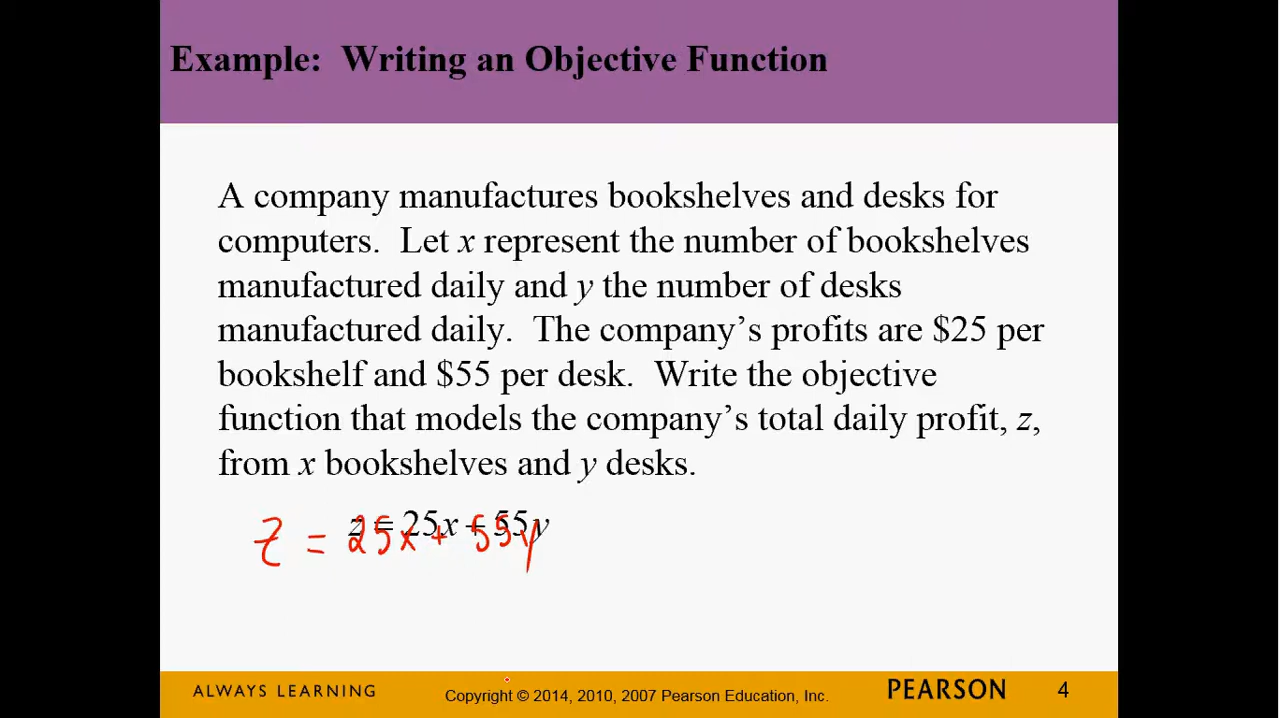 Example: Writing an Objective Function
A company manufactures bookshelves and desks for
computers. Let x represent the number of bookshelves
manufactured daily and y the number of desks
manufactured daily. The company’s profits are $25 per
bookshelf and $55 per desk. Write the objective
function that models the company’s total daily profit, z,
from x bookshelves and y desks.
z = 25x + 55y
z = 25x + 55y
ALWAYS LEARNING
Copyright © 2014, 2010, 2007 Pearson Education, Inc.
PEARSON
4